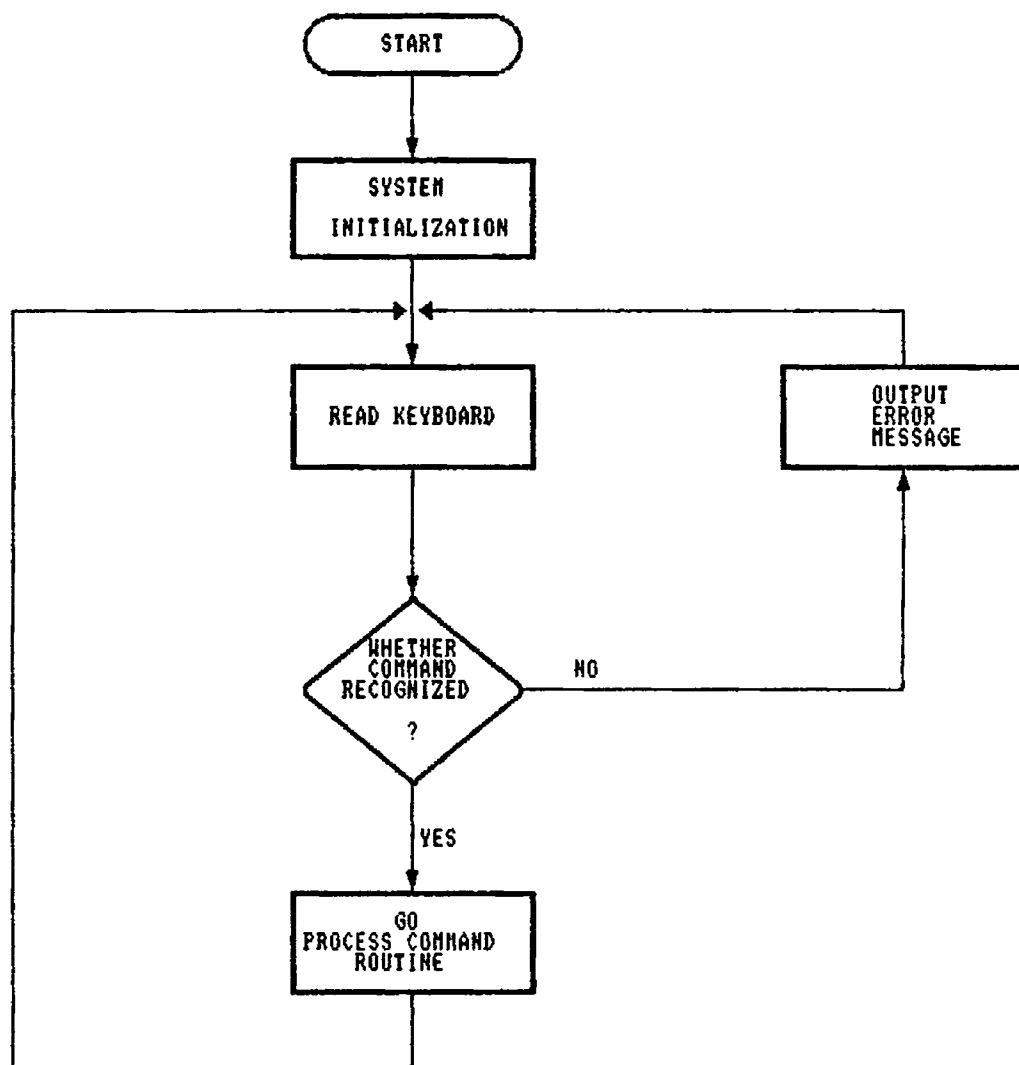 START
SYSTEM
INITIALIZATION
READ KEYBOARD
OUTPUT
ERROR
MESSAGE
WHETHER
COMMAND
RECOGNIZED
?
NO
YES
GO
PROCESS COMMAND
ROUTINE